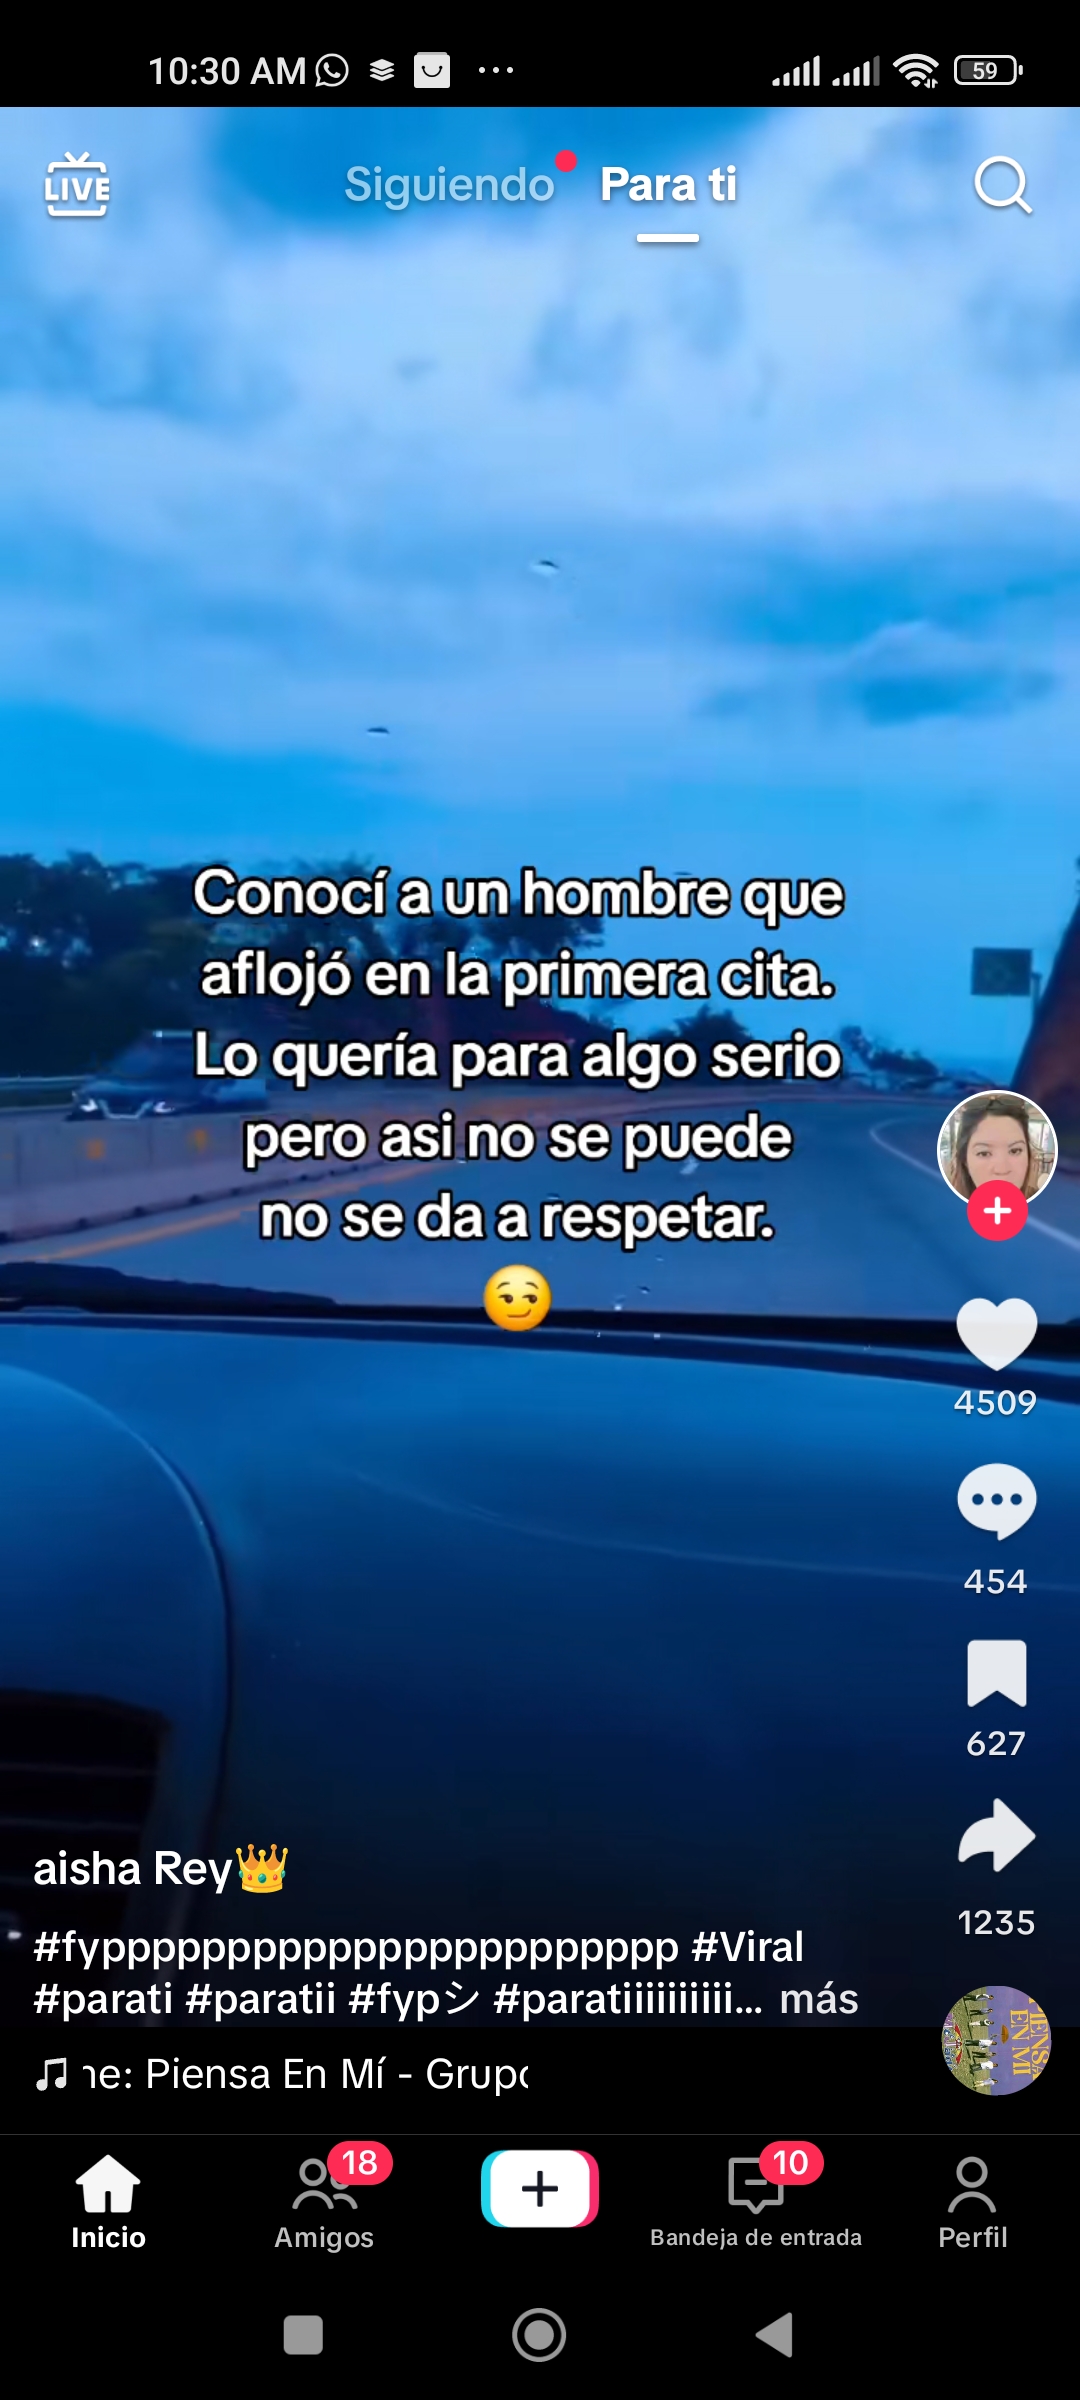 10:30 AM
59
LIVE
Siguiendo
Para ti
Conocí a un hombre que
aflojó en la primera cita.
Lo quería para algo serio
pero asi no se puede
no se da a respetar.
😏
4509
454
627
1235
aisha Rey👑
#fyppppppppppppppppppppppp #Viral
#parati #paratii #fypシ #paratiiiiiiiiii... más
ne: Piensa En Mí - Grupo
PIENSA
EN MI
18
10
Inicio
Amigos
Bandeja de entrada
Perfil